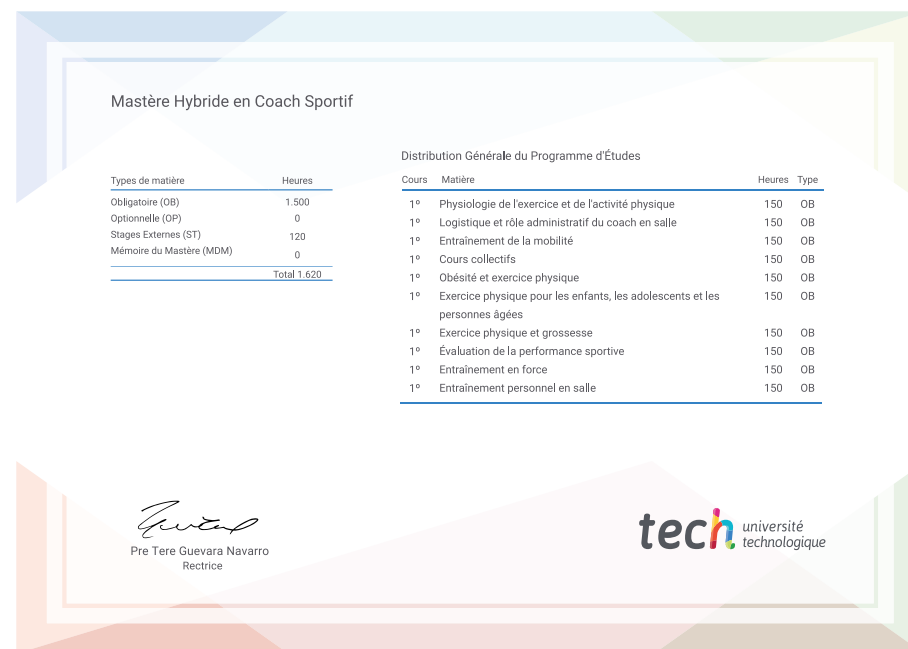 Mastère Hybride en Coach Sportif
Types de matière Heures
Obligatoire (OB) 1.500
Optionnelle (OP) 0
Stages Externes (ST) 120
Mémoire du Mastère (MDM) 0
Total 1.620
Distribution Générale du Programme d'Études
Cours Matière Heures Type
1º Physiologie de l'exercice et de l'activité physique 150 OB
1º Logistique et rôle administratif du coach en salle 150 OB
1º Entraînement de la mobilité 150 OB
1º Cours collectifs 150 OB
1º Obésité et exercice physique 150 OB
1º Exercice physique pour les enfants, les adolescents et les 150 OB
personnes âgées
1º Exercice physique et grossesse 150 OB
1º Évaluation de la performance sportive 150 OB
1º Entraînement en force 150 OB
1º Entraînement personnel en salle 150 OB
Pre Tere Guevara Navarro
Rectrice
tech université
technologique